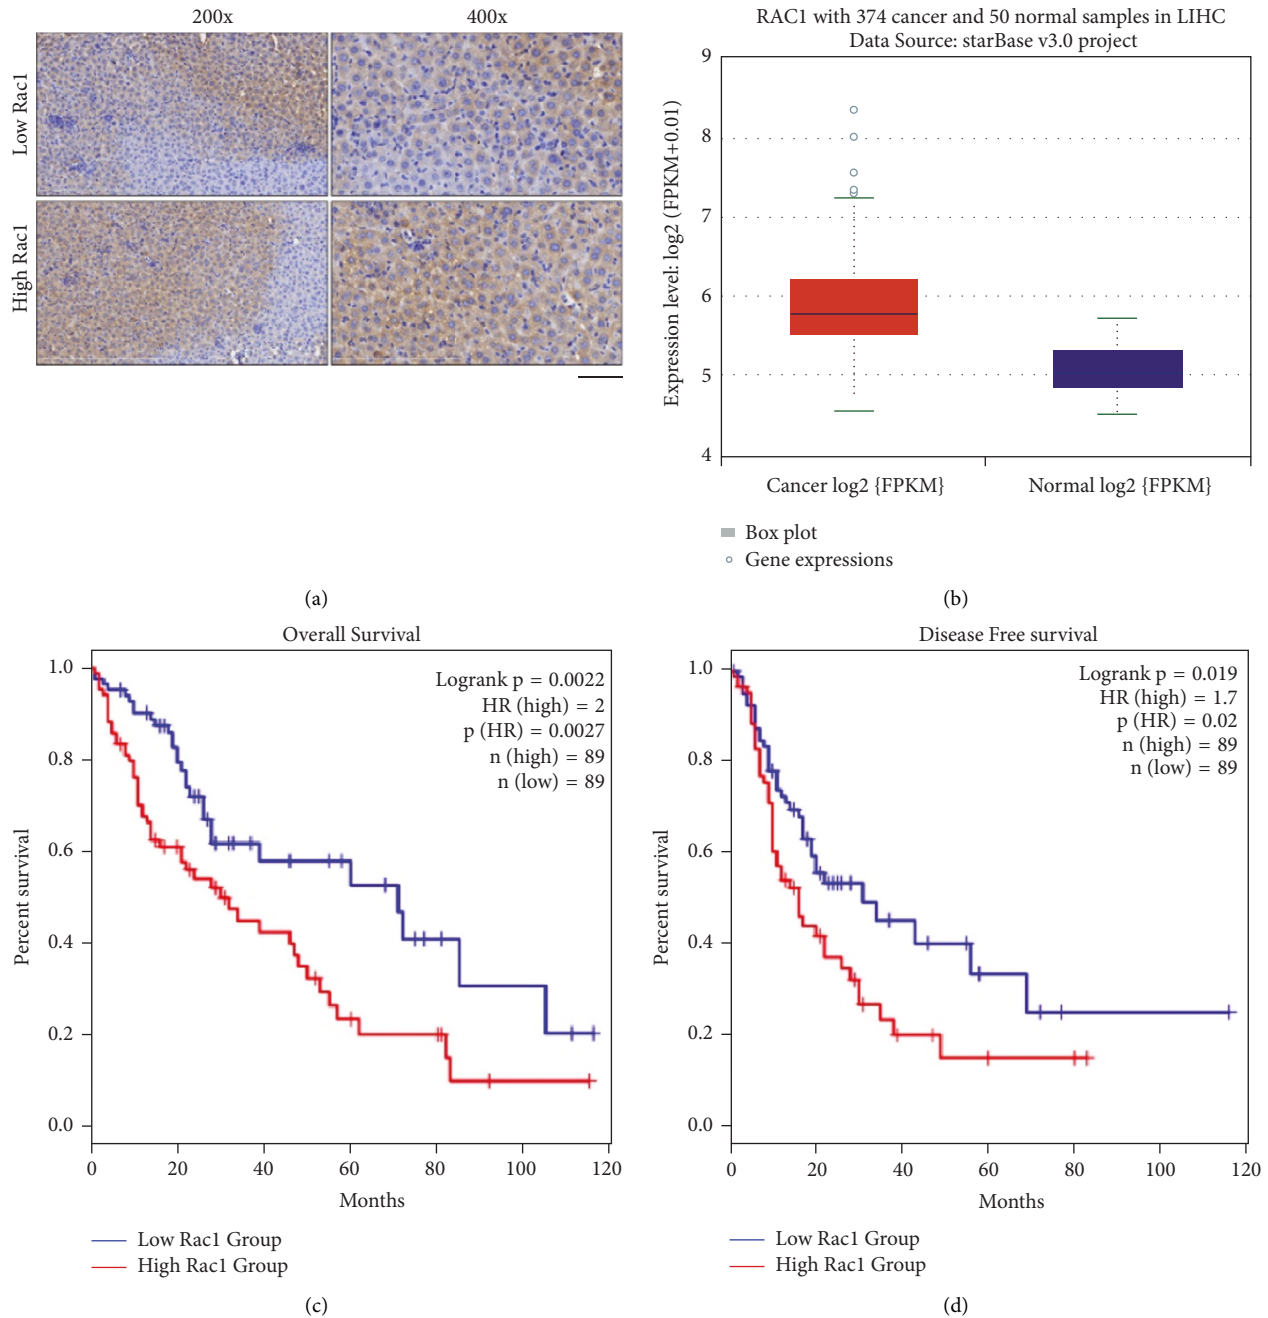 200x
400x
Low Rac1
High Rac1
(a)
RAC1 with 374 cancer and 50 normal samples in LIHC
Data Source: starBase v3.0 project
Expression level: log2 (FPKM+0.01)
9
8
7
6
5
4
Cancer log2 {FPKM}
Normal log2 {FPKM}
Box plot
Gene expressions
(b)
Overall Survival
Logrank p = 0.0022
HR (high) = 2
p (HR) = 0.0027
n (high) = 89
n (low) = 89
Percent survival
1.0
0.8
0.6
0.4
0.2
0.0
0 20 40 60 80 100 120
Months
Low Rac1 Group
High Rac1 Group
(c)
Disease Free survival
Logrank p = 0.019
HR (high) = 1.7
p (HR) = 0.02
n (high) = 89
n (low) = 89
Percent survival
1.0
0.8
0.6
0.4
0.2
0.0
0 20 40 60 80 100 120
Months
Low Rac1 Group
High Rac1 Group
(d)